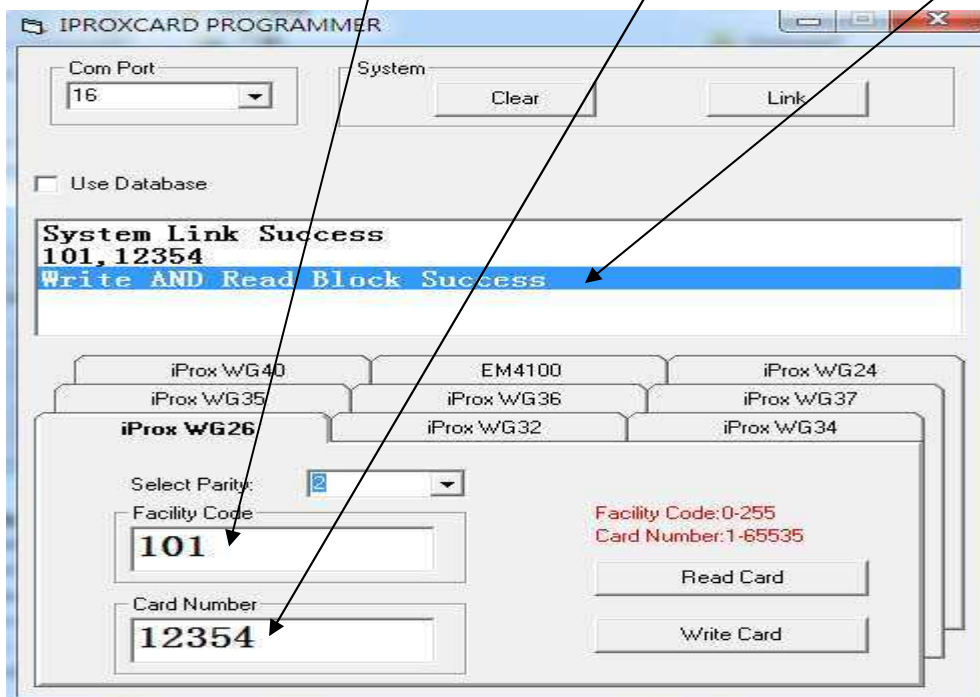 IPROXCARD PROGRAMMER
Com Port
System
16
Clear
Link
Use Database
System Link Success
101,12354
Write AND Read Block Success
iProx WG40
EM4100
iProx WG24
iProx WG35
iProx WG36
iProx WG37
iProx WG26
iProx WG32
iProx WG34
Select Parity:
2
Facility Code
101
Facility Code:0-255
Card Number:1-65535
Read Card
Card Number
12354
Write Card